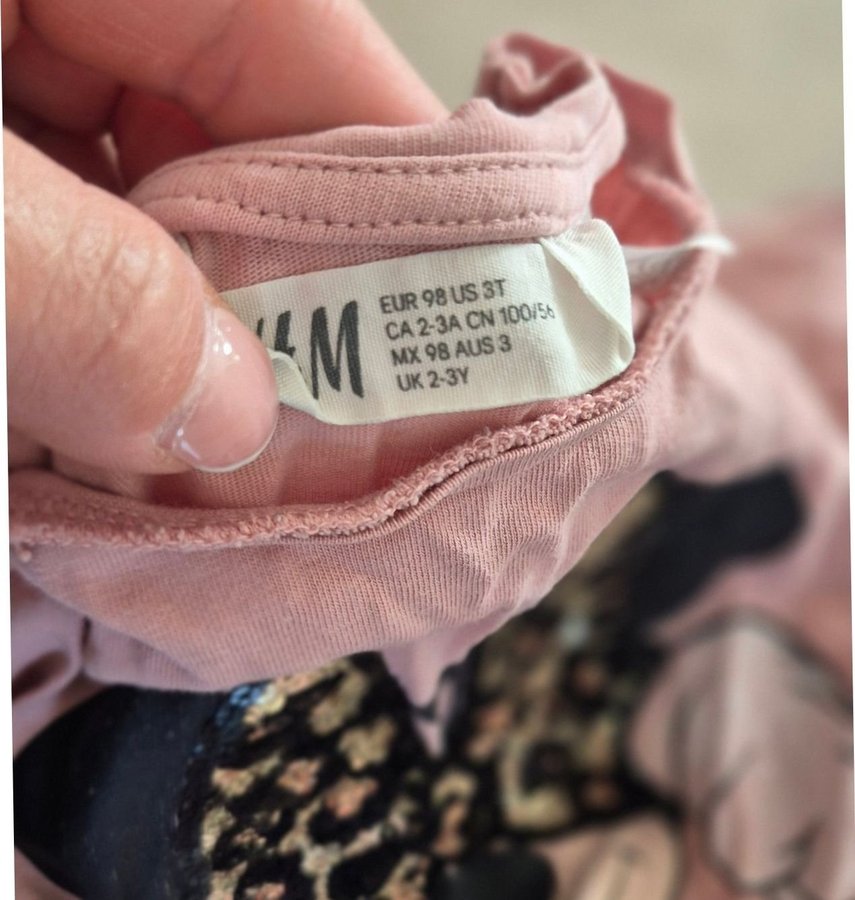 H&M
EUR 98 US 3T
CA 2-3A CN 100/56
MX 98 AUS 3
UK 2-3Y